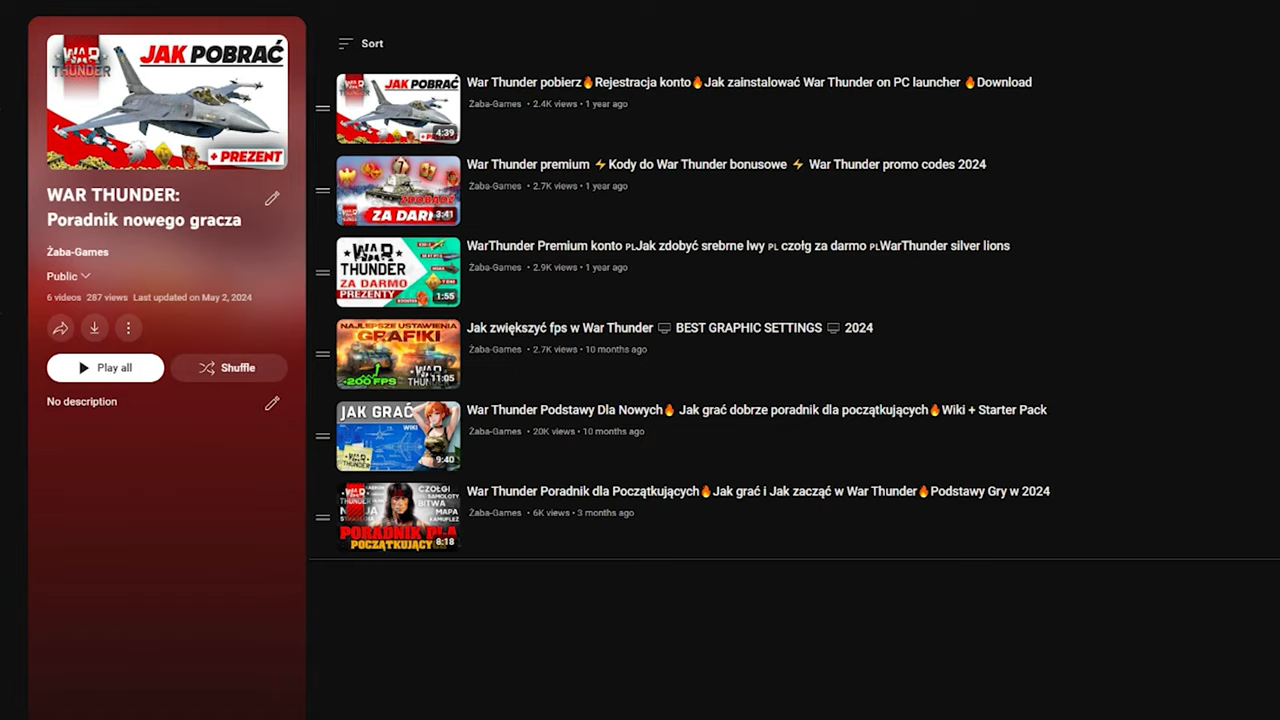 WAR
THUNDER
JAK POBRAĆ
+ PREZENT
WAR THUNDER:
Poradnik nowego gracza
Żaba-Games
Public
6 videos 287 views Last updated on May 2, 2024
Play all
Shuffle
No description
Sort
JAK POBRAĆ
4:39
War Thunder pobierz🔥Rejestracja konto🔥Jak zainstalować War Thunder on PC launcher 🔥Download
Żaba-Games • 2.4K views • 1 year ago
ZA DARM
3:41
War Thunder premium ⚡Kody do War Thunder bonusowe ⚡ War Thunder promo codes 2024
Żaba-Games • 2.7K views • 1 year ago
WAR
THUNDER
ZA DARMO
PREZENTY
1:55
WarThunder Premium konto PLJak zdobyć srebrne lwy PL czołg za darmo PLWarThunder silver lions
Żaba-Games • 2.9K views • 1 year ago
NAJLEPSZE USTAWIENIA
GRAFIKI
+200 FPS
11:05
Jak zwiększyć fps w War Thunder 🖥 BEST GRAPHIC SETTINGS 🖥 2024
Żaba-Games • 2.7K views • 10 months ago
JAK GRAĆ
WIKI
WAR
THUNDER
9:40
War Thunder Podstawy Dla Nowych🔥 Jak grać dobrze poradnik dla początkujących🔥Wiki + Starter Pack
Żaba-Games • 20K views • 10 months ago
CZOŁGI
SAMOLOTY
BITWA
MAPA
KAMUFLEŻ
PORADNIK DLA
POCZĄTKUJĄCY
8:18
War Thunder Poradnik dla Początkujących🔥Jak grać i Jak zacząć w War Thunder🔥Podstawy Gry w 2024
Żaba-Games • 6K views • 3 months ago